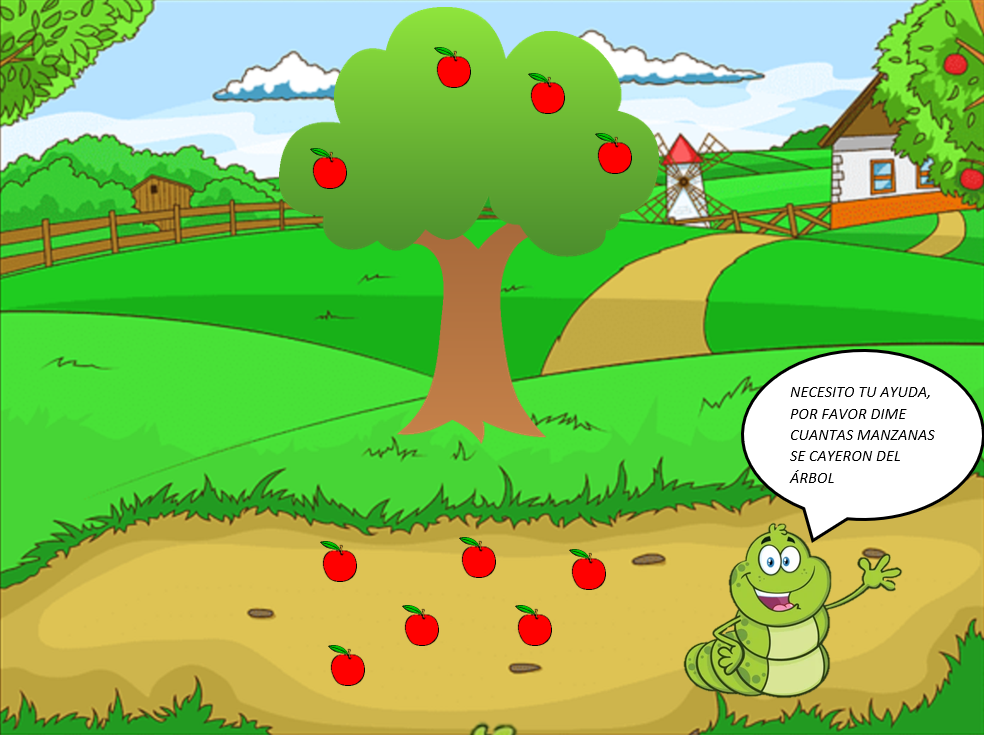 NECESITO TU AYUDA,
POR FAVOR DIME
CUANTAS MANZANAS
SE CAYERON DEL
ÁRBOL